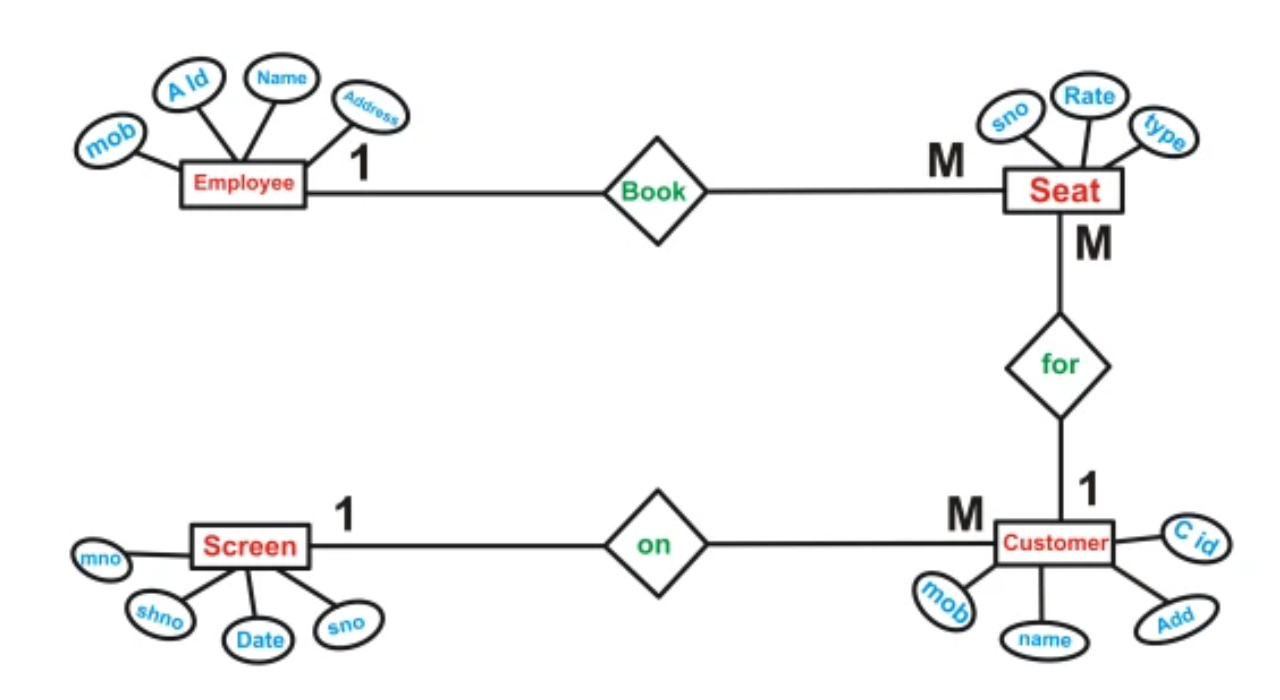 mob
A Id
Name
Address
Employee
1
Book
M
sno
Rate
type
Seat
M
for
1
Screen
1
on
M
Customer
mno
shno
Date
sno
mob
name
Add
C id